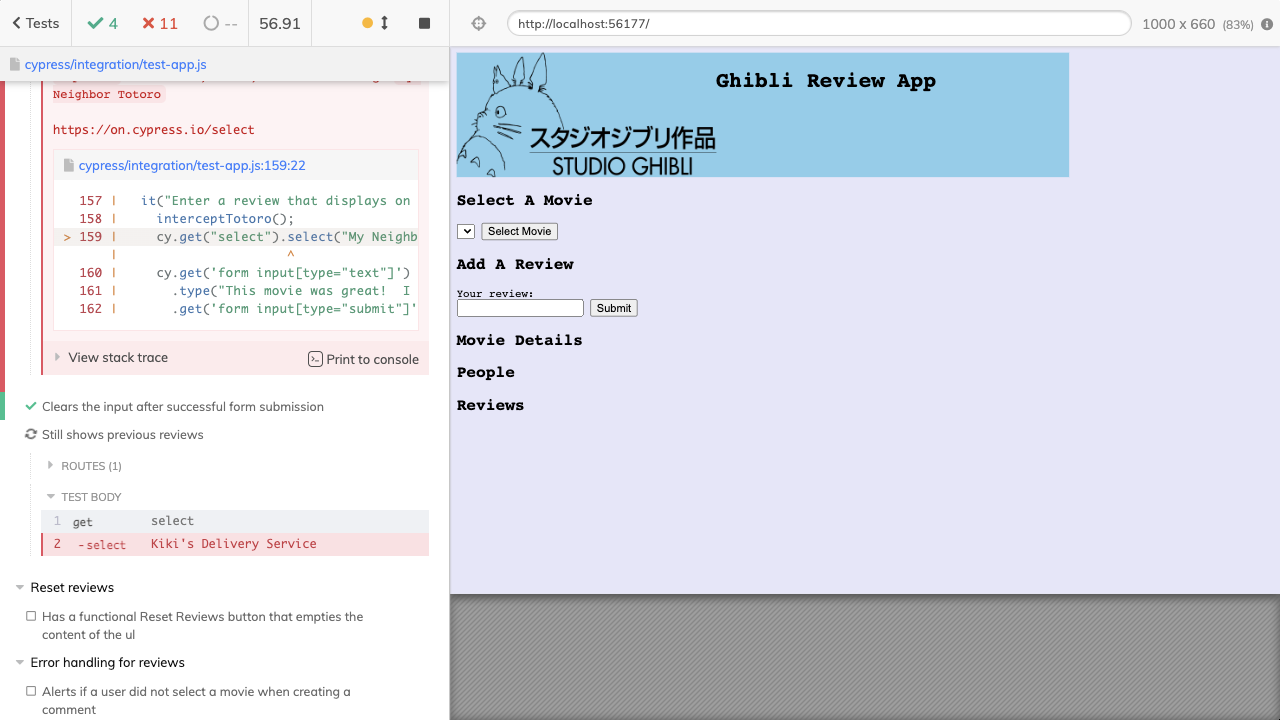 Tests
4
11
--
56.91
http://localhost:56177/
1000 x 660 (83%)
cypress/integration/test-app.js
Neighbor Totoro
https://on.cypress.io/select
cypress/integration/test-app.js:159:22
157 | it("Enter a review that displays on
158 | interceptTotoro();
> 159 | cy.get("select").select("My Neighb
| ^
160 | cy.get('form input[type="text"]')
161 | .type("This movie was great! I
162 | .get('form input[type="submit"]'
View stack trace
Print to console
Clears the input after successful form submission
Still shows previous reviews
ROUTES (1)
TEST BODY
1 get select
2 -select Kiki's Delivery Service
Reset reviews
Has a functional Reset Reviews button that empties the
content of the ul
Error handling for reviews
Alerts if a user did not select a movie when creating a
comment
Ghibli Review App
スタジオジブリ作品
STUDIO GHIBLI
Select A Movie
Select Movie
Add A Review
Your review:
Submit
Movie Details
People
Reviews